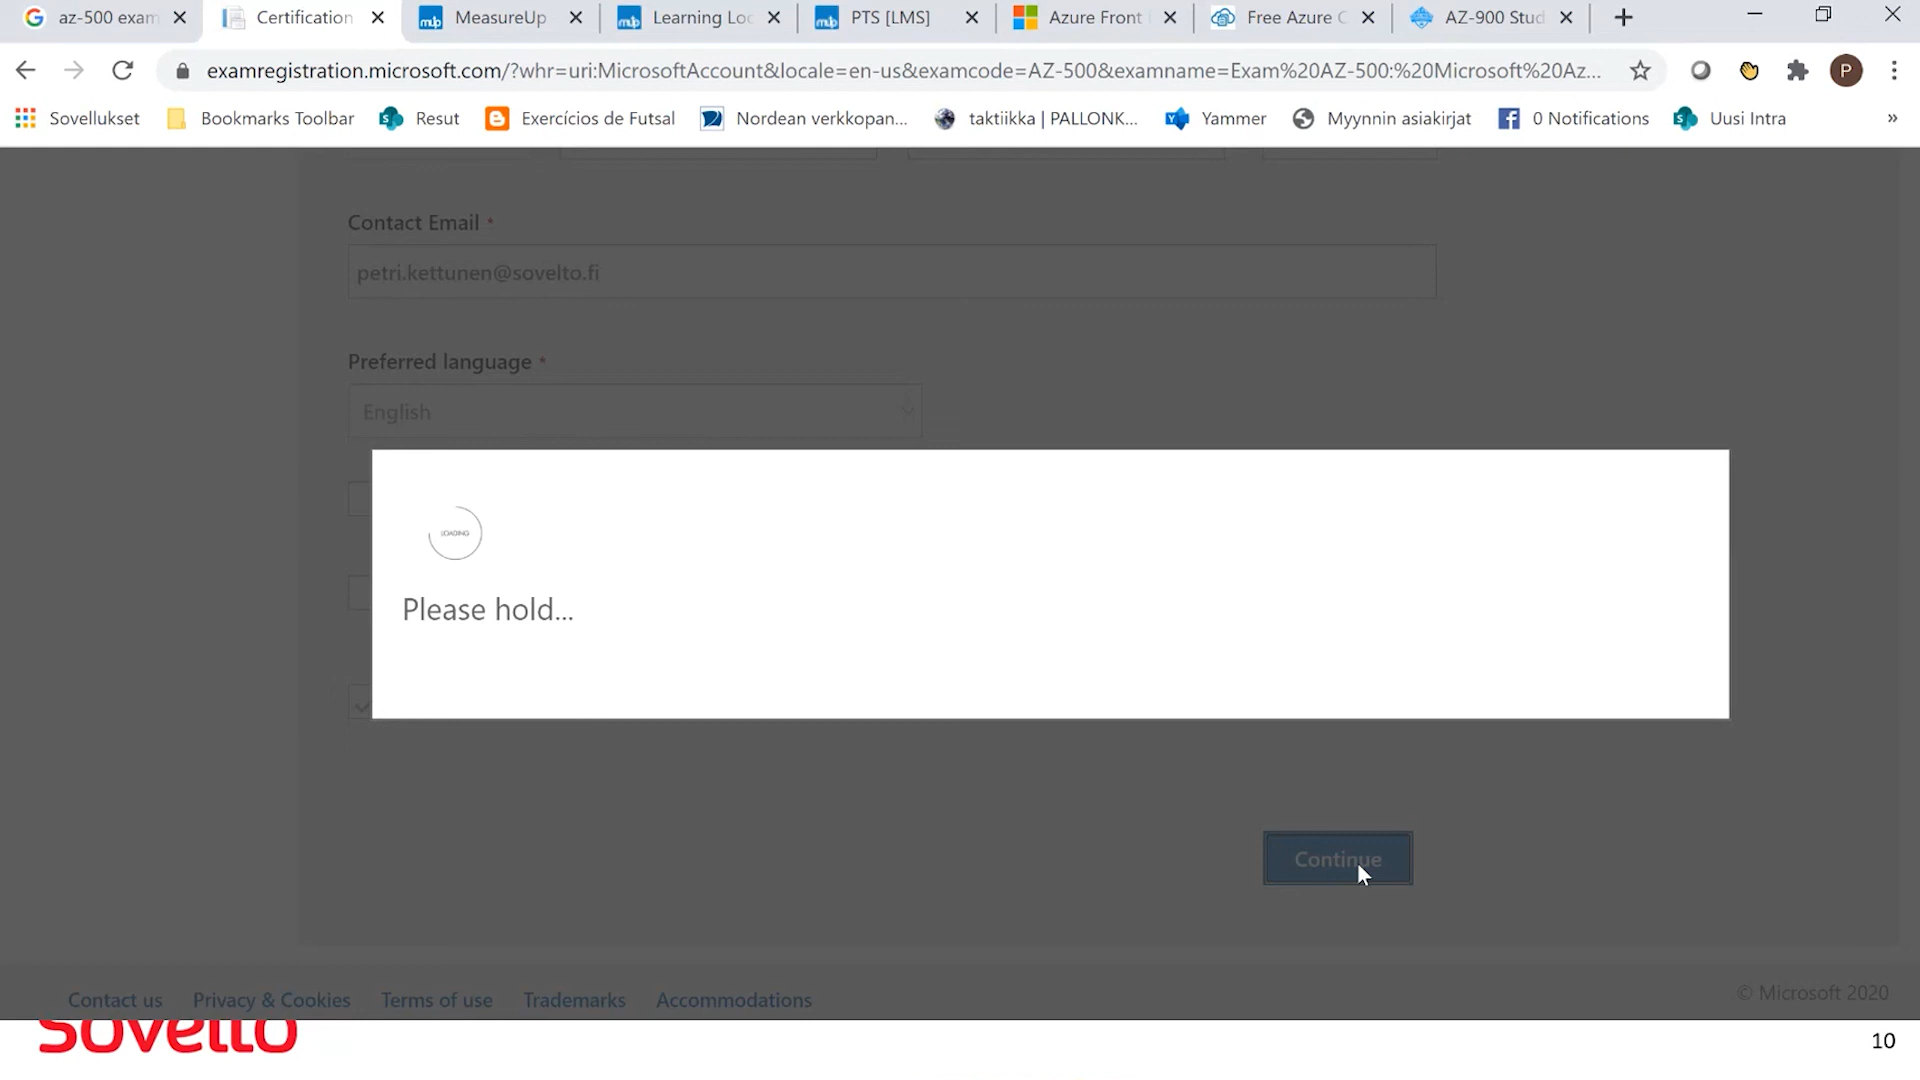 az-500 exam
Certification
MeasureUp
Learning Loc
PTS [LMS]
Azure Front
Free Azure C
AZ-900 Stud
examregistration.microsoft.com/?whr=uri:MicrosoftAccount&locale=en-us&examcode=AZ-500&examname=Exam%20AZ-500:%20Microsoft%20Az...
P
Sovellukset
Bookmarks Toolbar
Resut
Exercícios de Futsal
Nordean verkkopan...
taktiikka | PALLONK...
Yammer
Myynnin asiakirjat
0 Notifications
Uusi Intra
»
Contact Email *
petri.kettunen@sovelto.fi
Preferred language *
English
LOADING
Please hold...
Continue
Contact us
Privacy & Cookies
Terms of use
Trademarks
Accommodations
© Microsoft 2020
sovelto
10